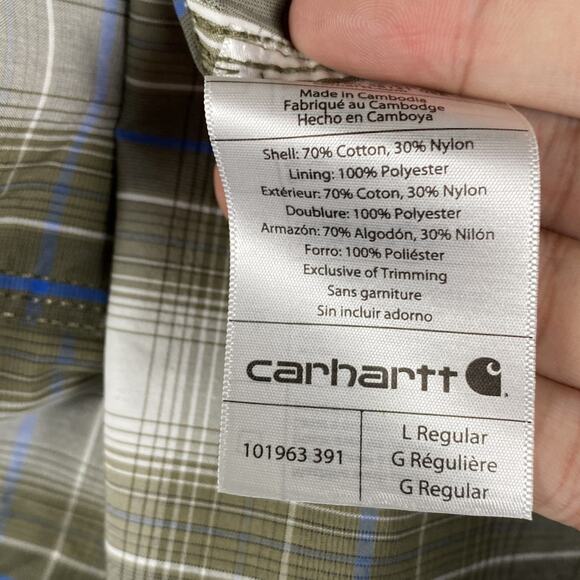 Made in Cambodia
Fabriqué au Cambodge
Hecho en Camboya
Shell: 70% Cotton, 30% Nylon
Lining: 100% Polyester
Extérieur: 70% Coton, 30% Nylon
Doublure: 100% Polyester
Armazón: 70% Algodón, 30% Nilón
Forro: 100% Poliéster
Exclusive of Trimming
Sans garniture
Sin incluir adorno
carhartt
101963 391
L Regular
G Régulière
G Regular